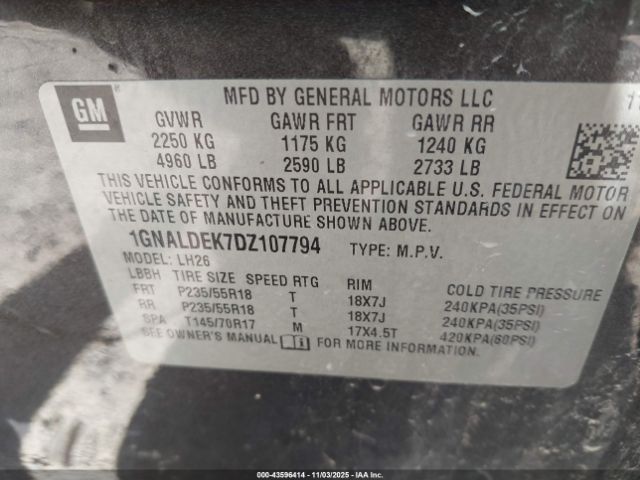 GM ®
MFD BY GENERAL MOTORS LLC
GVWR GAWR FRT GAWR RR
2250 KG 1175 KG 1240 KG
4960 LB 2590 LB 2733 LB
THIS VEHICLE CONFORMS TO ALL APPLICABLE U.S. FEDERAL MOTOR
VEHICLE SAFETY AND THEFT PREVENTION STANDARDS IN EFFECT ON
THE DATE OF MANUFACTURE SHOWN ABOVE.
1GNALDEK7DZ107794 TYPE: M.P.V.
MODEL: LH26
LBBH TIRE SIZE SPEED RTG RIM COLD TIRE PRESSURE
FRT P235/55R18 T 18X7J 240KPA(35PSI)
RR P235/55R18 T 18X7J 240KPA(35PSI)
SPA T145/70R17 M 17X4.5T 420KPA(60PSI)
SEE OWNER'S MANUAL FOR MORE INFORMATION.
000-43596414 - 11/03/2025 - IAA Inc.